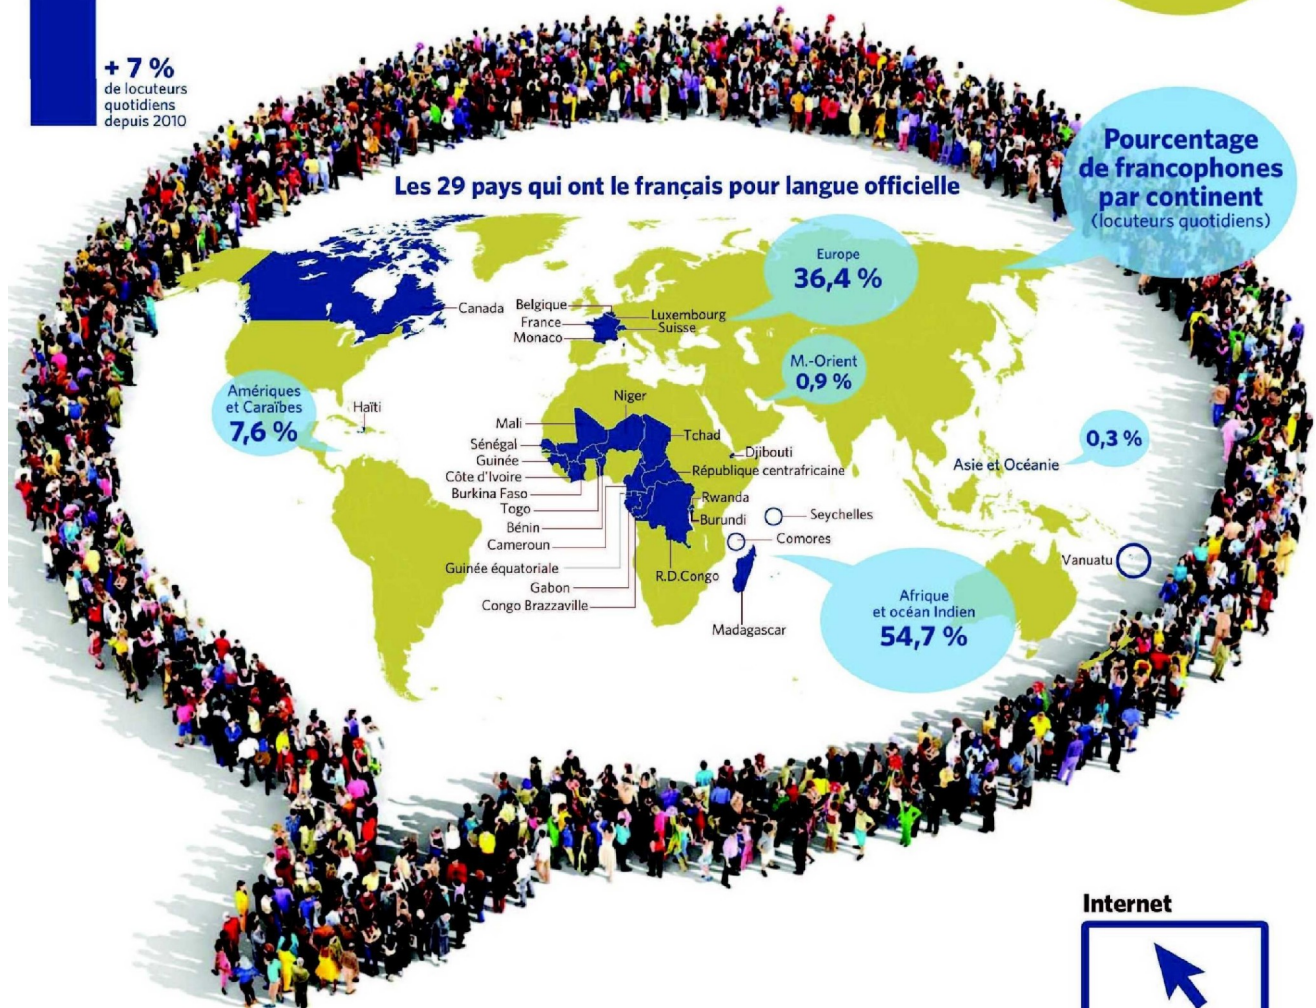 + 7 %
de locuteurs
quotidiens
depuis 2010
Pourcentage
de francophones
par continent
(locuteurs quotidiens)
Les 29 pays qui ont le français pour langue officielle
Europe
36,4 %
Canada
Belgique
Luxembourg
France
Suisse
Monaco
M.-Orient
0,9 %
Amériques
et Caraïbes
7,6 %
Haïti
Niger
Mali
Tchad
Sénégal
Djibouti
Guinée
République centrafricaine
Côte d'Ivoire
Burkina Faso
Rwanda
Togo
Burundi
Bénin
Cameroun
Seychelles
Comores
Guinée équatoriale
R.D.Congo
Gabon
Congo Brazzaville
Madagascar
0,3 %
Asie et Océanie
Vanuatu
Afrique
et océan Indien
54,7 %
Internet